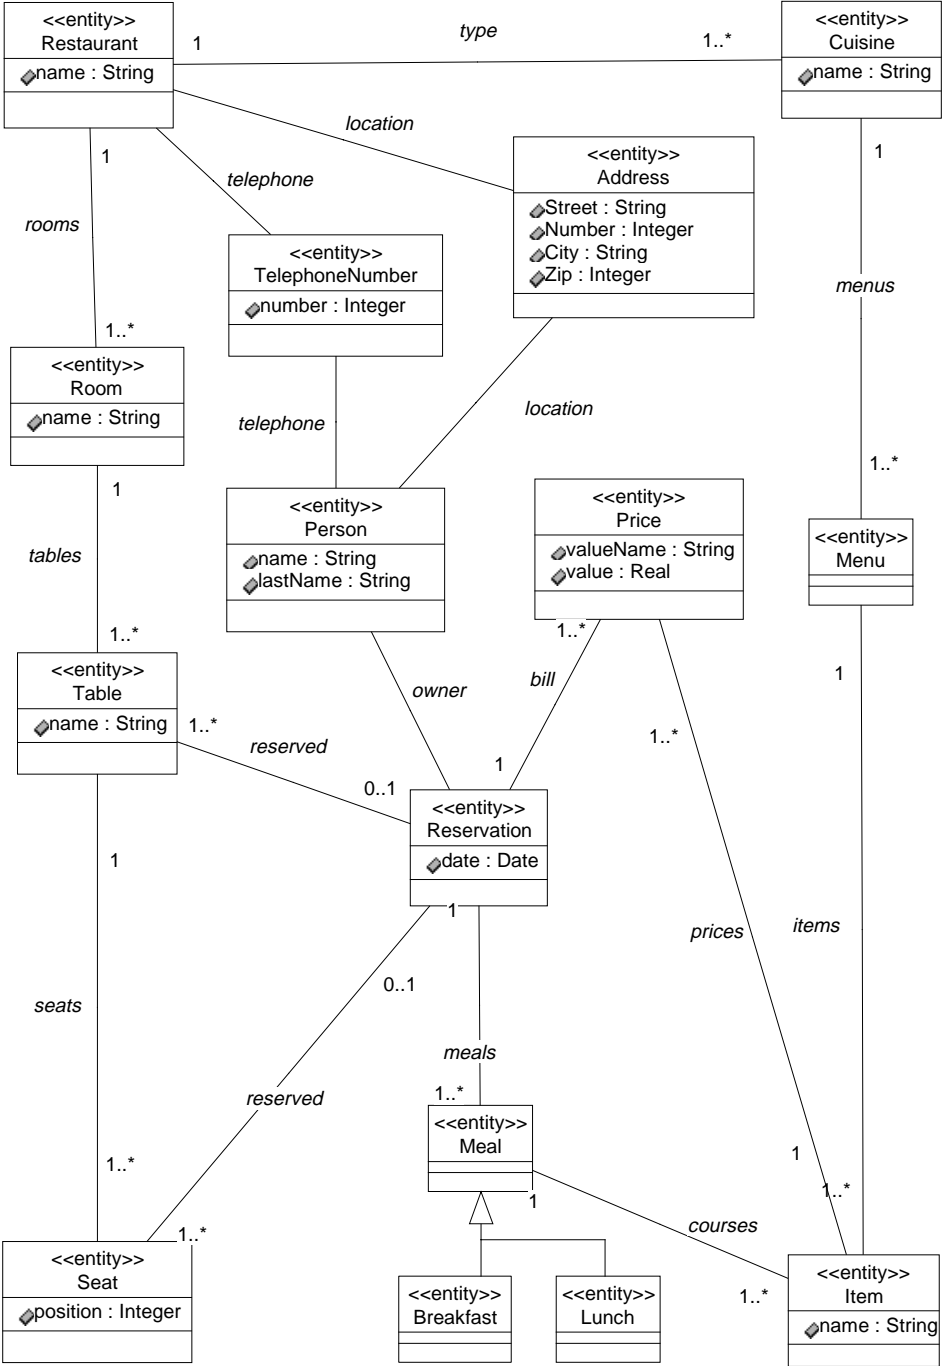 <<entity>>
Restaurant
name : String
1
type
1..*
<<entity>>
Cuisine
name : String
location
1
telephone
rooms
1..*
<<entity>>
Address
Street : String
Number : Integer
City : String
Zip : Integer
1
menus
1..*
<<entity>>
TelephoneNumber
number : Integer
<<entity>>
Room
name : String
telephone
location
1
tables
1..*
<<entity>>
Person
name : String
lastName : String
<<entity>>
Price
valueName : String
value : Real
<<entity>>
Menu
1..*
bill
1
owner
<<entity>>
Table
name : String
1..*
reserved
0..1
1..*
1
1
<<entity>>
Reservation
date : Date
1
0..1
prices
items
seats
meals
1..*
reserved
<<entity>>
Meal
1
1..*
1
1..*
courses
1..*
1..*
<<entity>>
Seat
position : Integer
<<entity>>
Breakfast
<<entity>>
Lunch
<<entity>>
Item
name : String